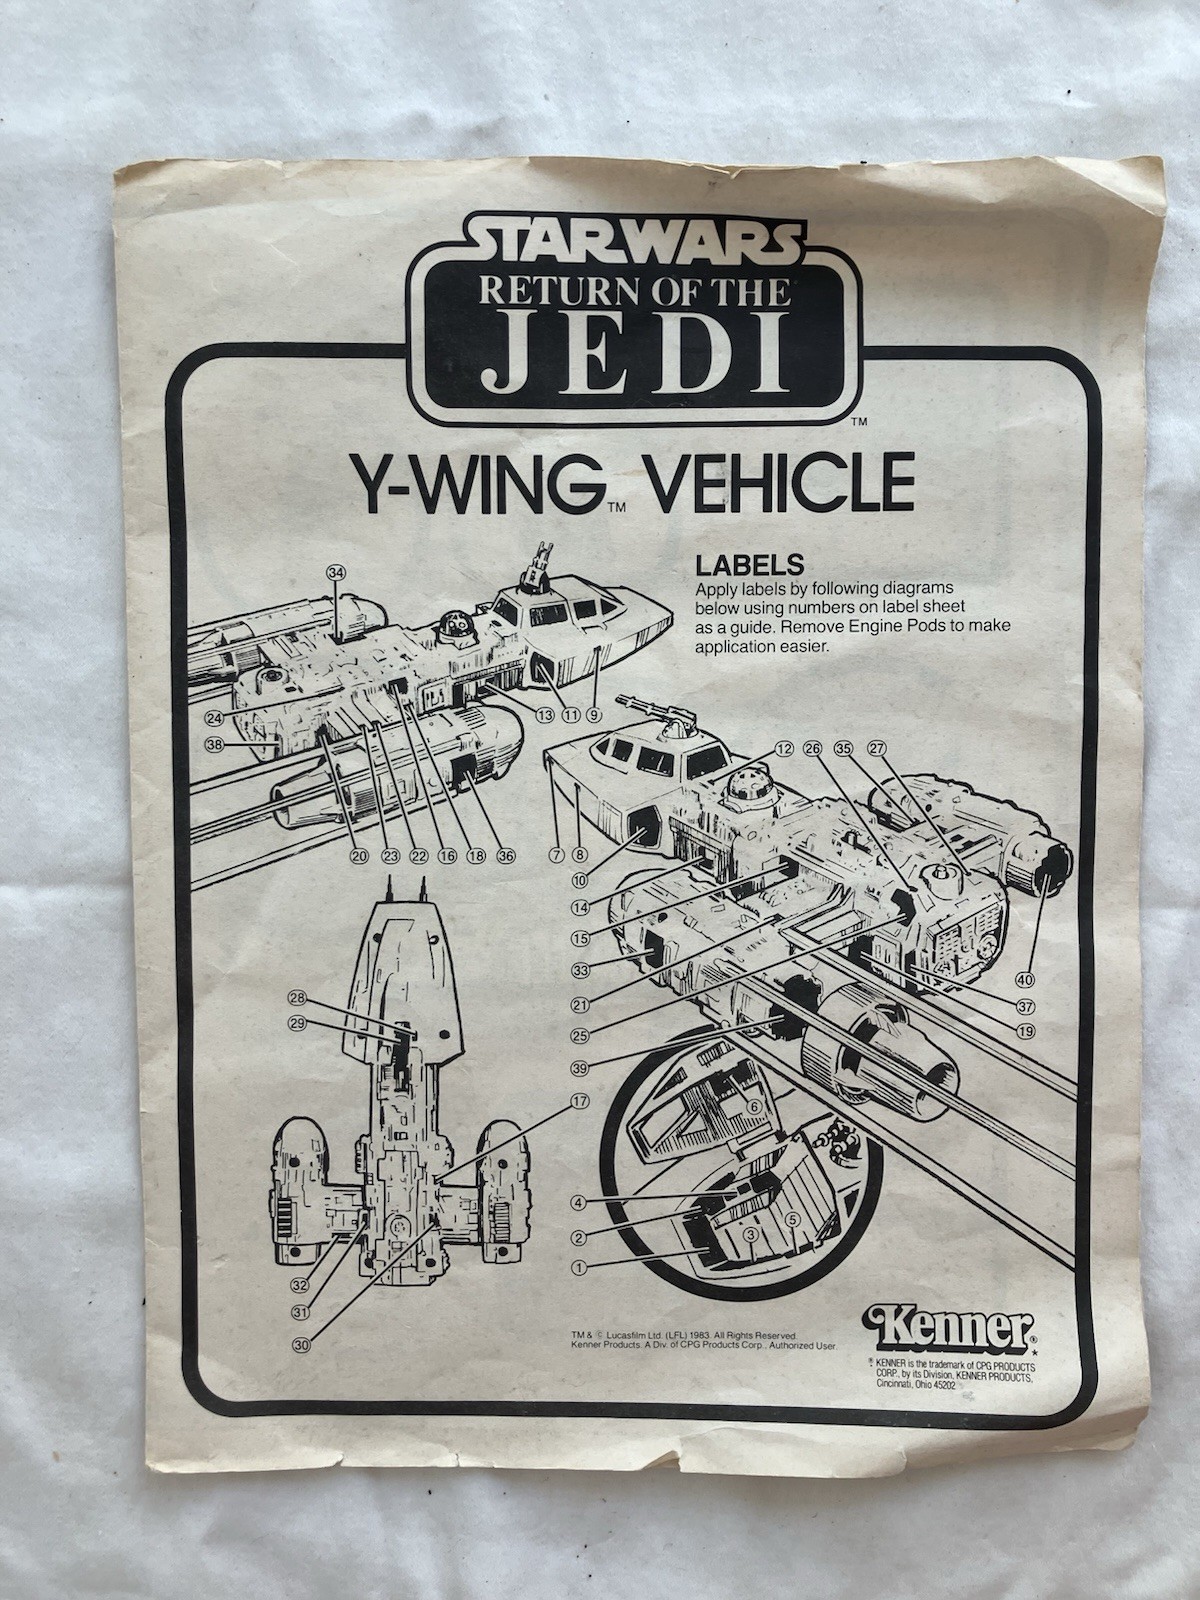 STAR WARS
RETURN OF THE
JEDI
TM
Y-WING TM VEHICLE
LABELS
Apply labels by following diagrams
below using numbers on label sheet
as a guide. Remove Engine Pods to make
application easier.
34
24
38
13 11 9
20 23 22 16 18 36
12 26 35 27
7 8
10
14
15
33
21
25
39
40
37
19
28
29
17
6
4
2
3 5
1
32
31
30
TM & © Lucasfilm Ltd. (LFL) 1983. All Rights Reserved.
Kenner Products. A Div. of CPG Products Corp., Authorized User.
Kenner ® *
® * KENNER is the trademark of CPG PRODUCTS
CORP., by its Division, KENNER PRODUCTS,
Cincinnati, Ohio 45202